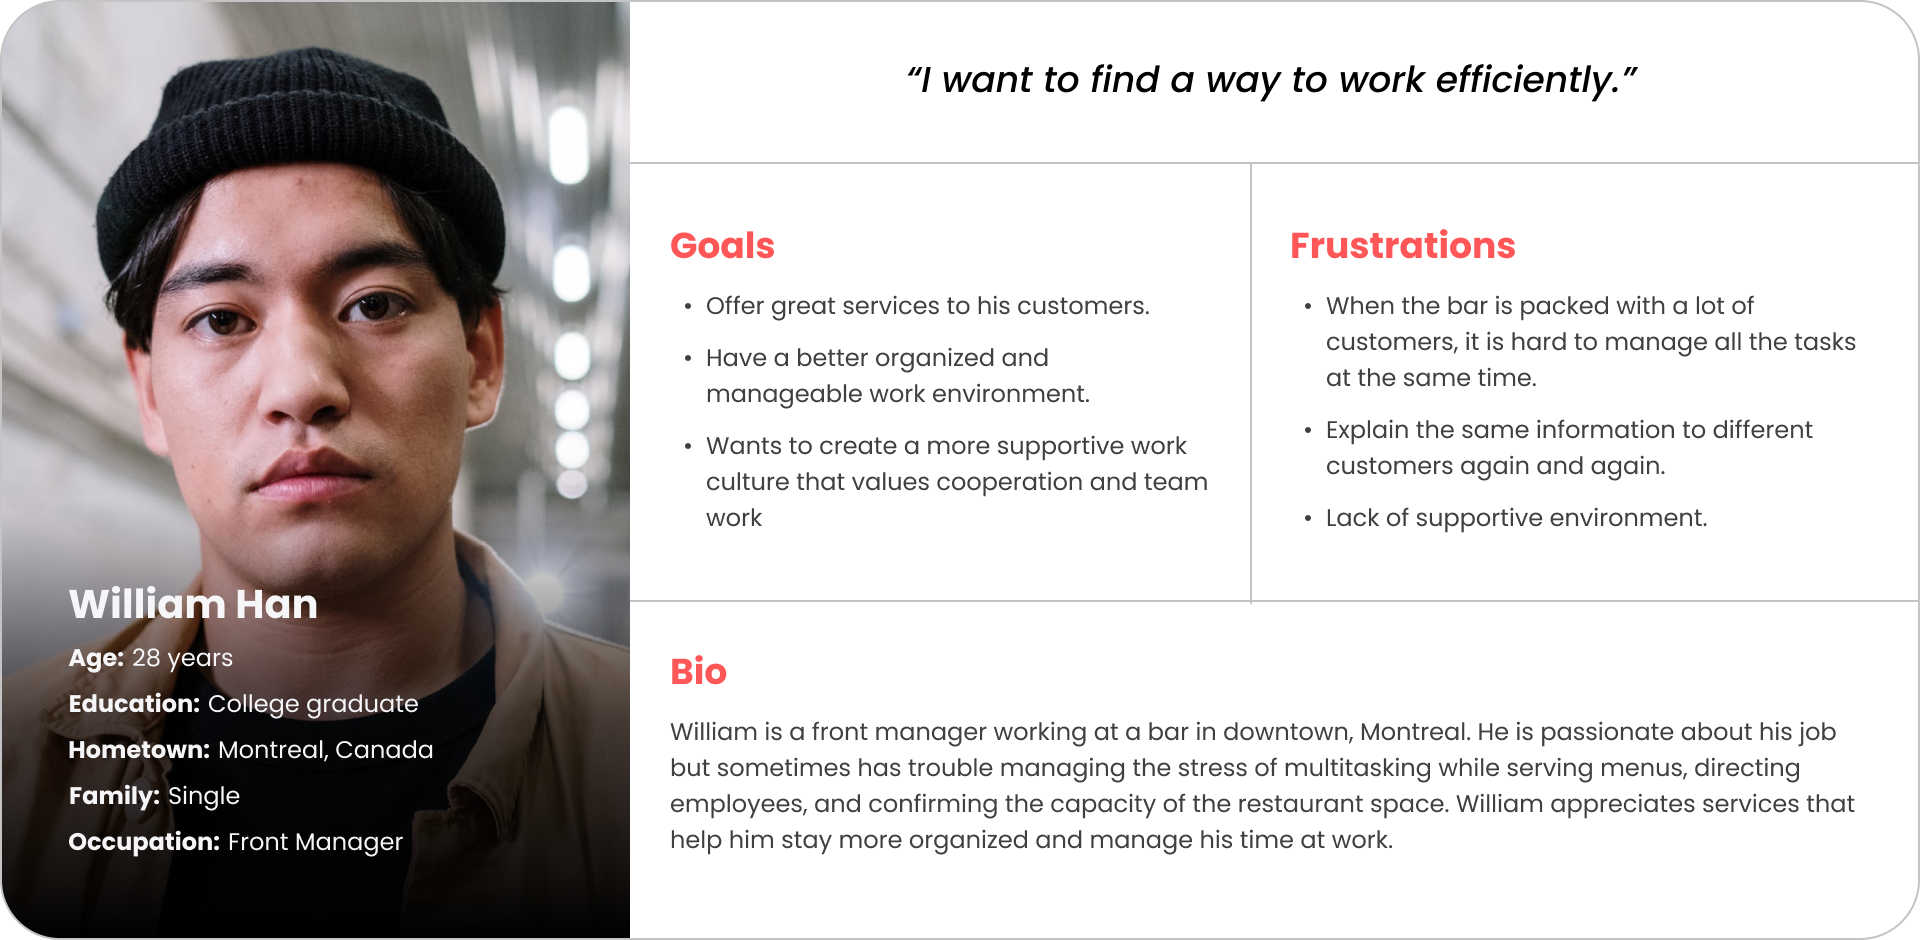 “I want to find a way to work efficiently.”
Goals
• Offer great services to his customers.
• Have a better organized and
manageable work environment.
• Wants to create a more supportive work
culture that values cooperation and team
work
Frustrations
• When the bar is packed with a lot of
customers, it is hard to manage all the tasks
at the same time.
• Explain the same information to different
customers again and again.
• Lack of supportive environment.
William Han
Age: 28 years
Education: College graduate
Hometown: Montreal, Canada
Family: Single
Occupation: Front Manager
Bio
William is a front manager working at a bar in downtown, Montreal. He is passionate about his job
but sometimes has trouble managing the stress of multitasking while serving menus, directing
employees, and confirming the capacity of the restaurant space. William appreciates services that
help him stay more organized and manage his time at work.